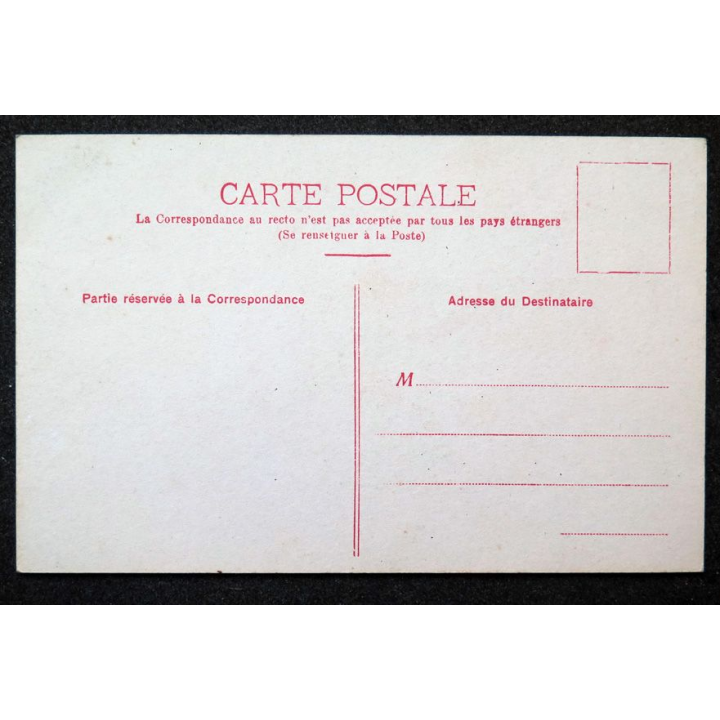 CARTE POSTALE
La Correspondance au recto n'est pas acceptée par tous les pays étrangers
(Se renseigner à la Poste)
Partie réservée à la Correspondance
Adresse du Destinataire
M